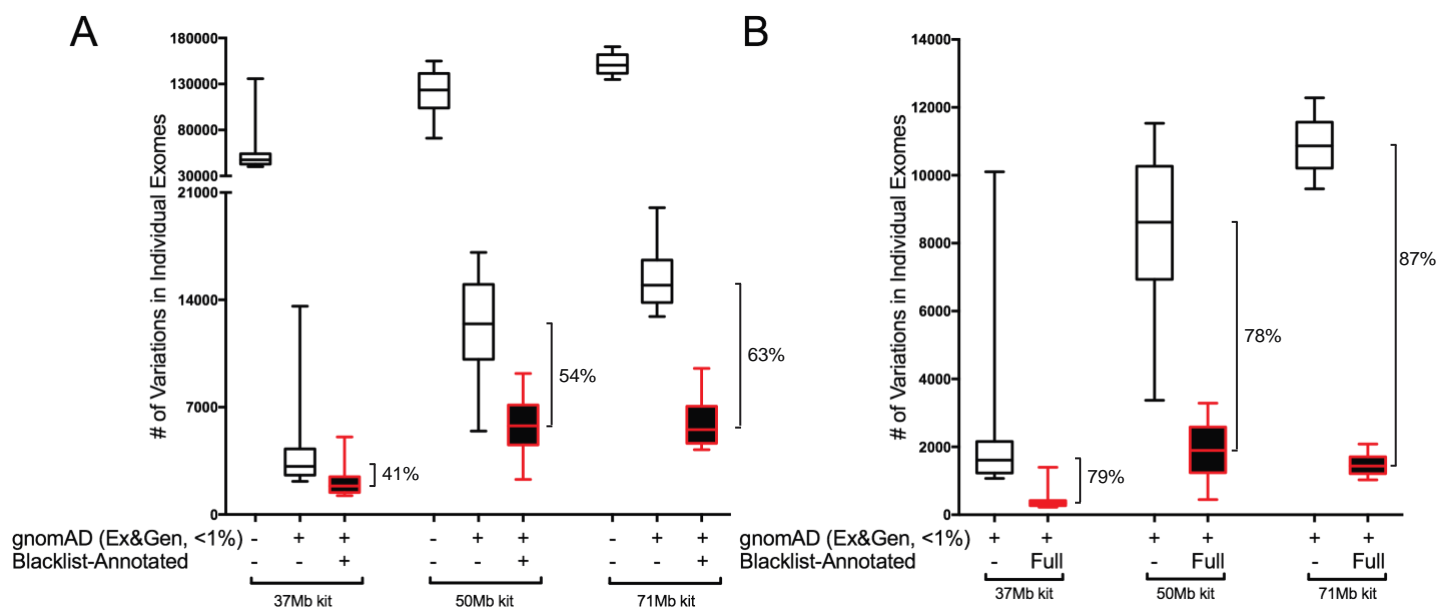 A
# of Variations in Individual Exomes
180000
130000
80000
30000
21000
14000
7000
0
41%
54%
63%
gnomAD (Ex&Gen, <1%) - + + - + + - + +
Blacklist-Annotated - - + - - + - - +
37Mb kit 50Mb kit 71Mb kit
B
# of Variations in Individual Exomes
14000
12000
10000
8000
6000
4000
2000
0
79%
78%
87%
gnomAD (Ex&Gen, <1%) + + + + + +
Blacklist-Annotated - Full - Full - Full
37Mb kit 50Mb kit 71Mb kit